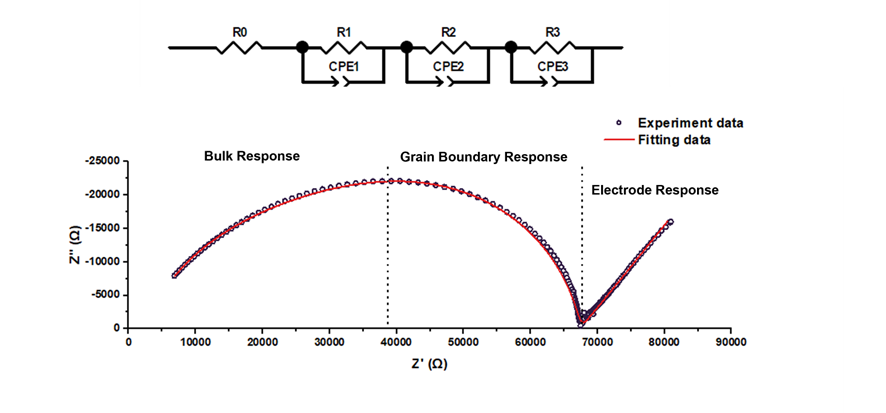 R0 R1 R2 R3
CPE1 CPE2 CPE3
Experiment data
Fitting data
Bulk Response Grain Boundary Response
Electrode Response
-25000
-20000
-15000
-10000
-5000
0
Z'' (Ω)
0 10000 20000 30000 40000 50000 60000 70000 80000 90000
Z' (Ω)